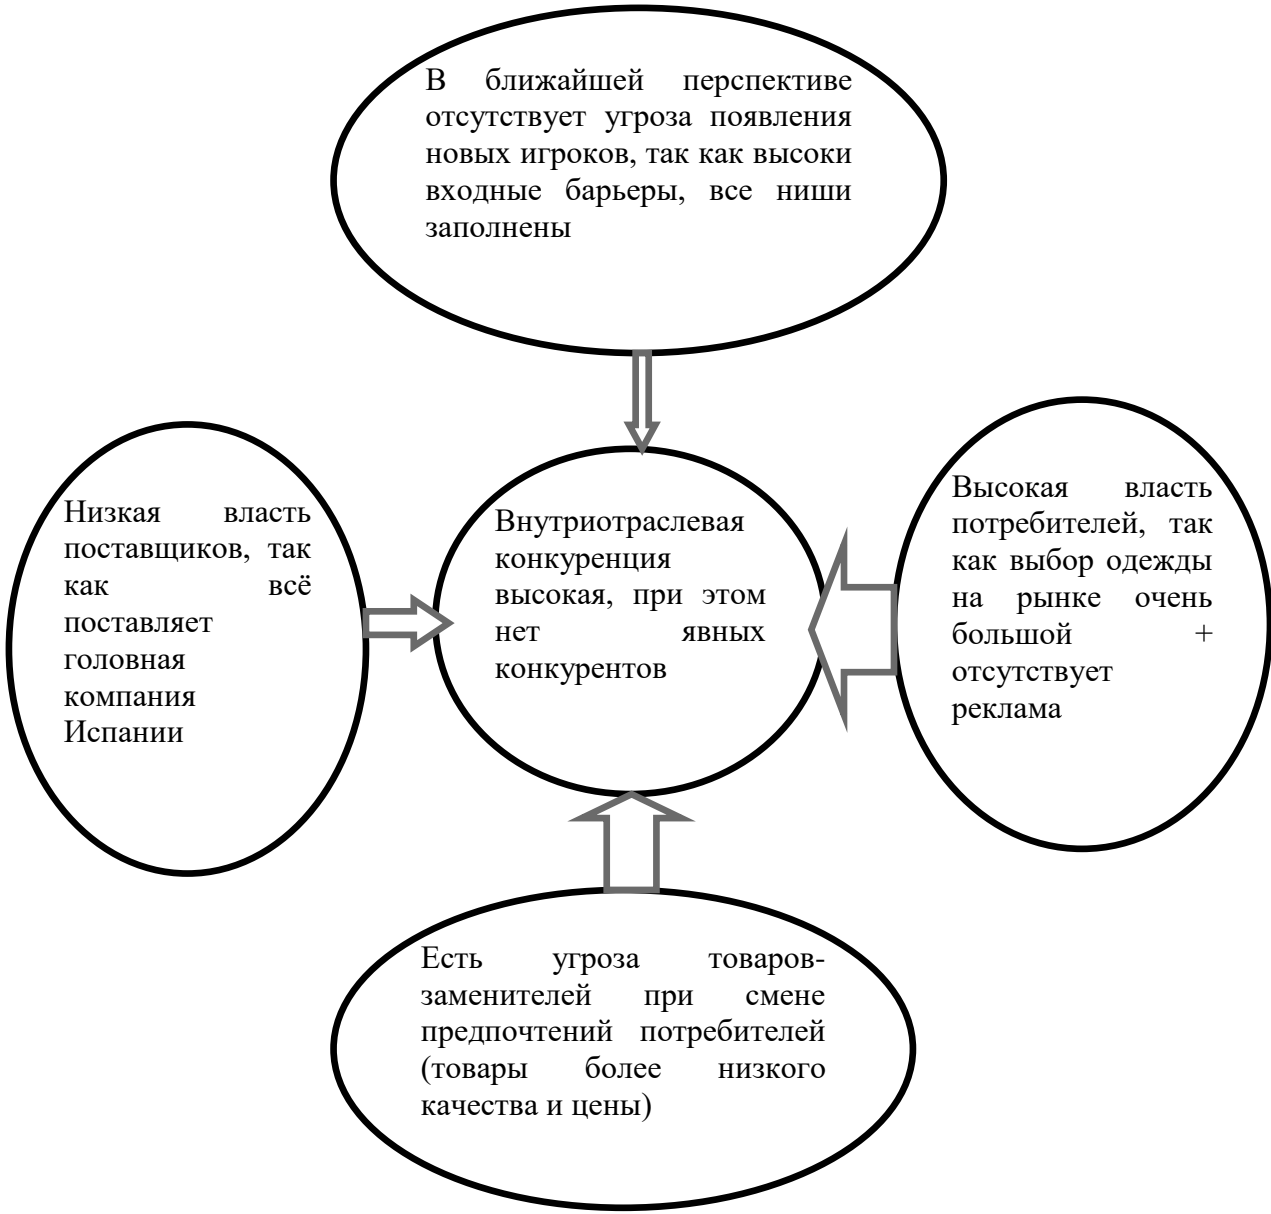 В ближайшей перспективе
отсутствует угроза появления
новых игроков, так как высоки
входные барьеры, все ниши
заполнены
Низкая власть
поставщиков, так
как всё
поставляет
головная
компания
Испании
Внутриотраслевая
конкуренция
высокая, при этом
нет явных
конкурентов
Высокая власть
потребителей, так
как выбор одежды
на рынке очень
большой +
отсутствует
реклама
Есть угроза товаров-
заменителей при смене
предпочтений потребителей
(товары более низкого
качества и цены)